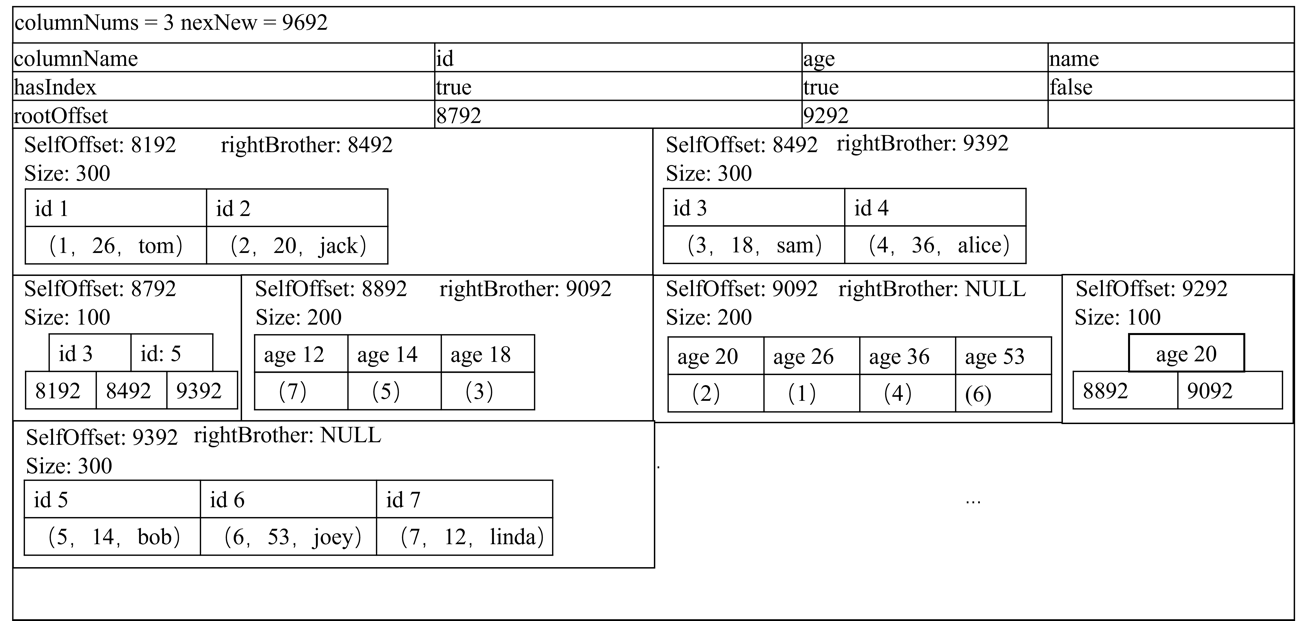 columnNums = 3 nexNew = 9692
columnName id age name
hasIndex true true false
rootOffset 8792 9292
SelfOffset: 8192 rightBrother: 8492
Size: 300
id 1 id 2
(1, 26, tom) (2, 20, jack)
SelfOffset: 8492 rightBrother: 9392
Size: 300
id 3 id 4
(3, 18, sam) (4, 36, alice)
SelfOffset: 8792
Size: 100
id 3 id: 5
8192 8492 9392
SelfOffset: 8892 rightBrother: 9092
Size: 200
age 12 age 14 age 18
(7) (5) (3)
SelfOffset: 9092 rightBrother: NULL
Size: 200
age 20 age 26 age 36 age 53
(2) (1) (4) (6)
SelfOffset: 9292
Size: 100
age 20
8892 9092
SelfOffset: 9392 rightBrother: NULL
Size: 300
id 5 id 6 id 7
(5, 14, bob) (6, 53, joey) (7, 12, linda)
...